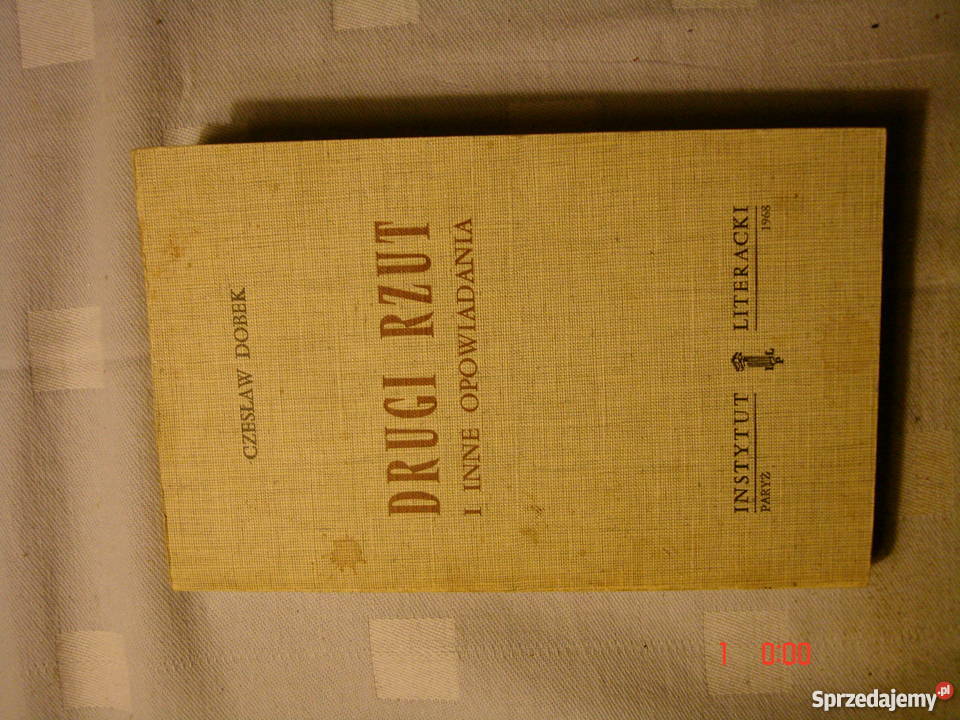 CZESŁAW DOBEK
DRUGI RZUT
I INNE OPOWIADANIA
INSTYTUT LITERACKI
PARYŻ 1968
1 0:00
Sprzedajemy.pl